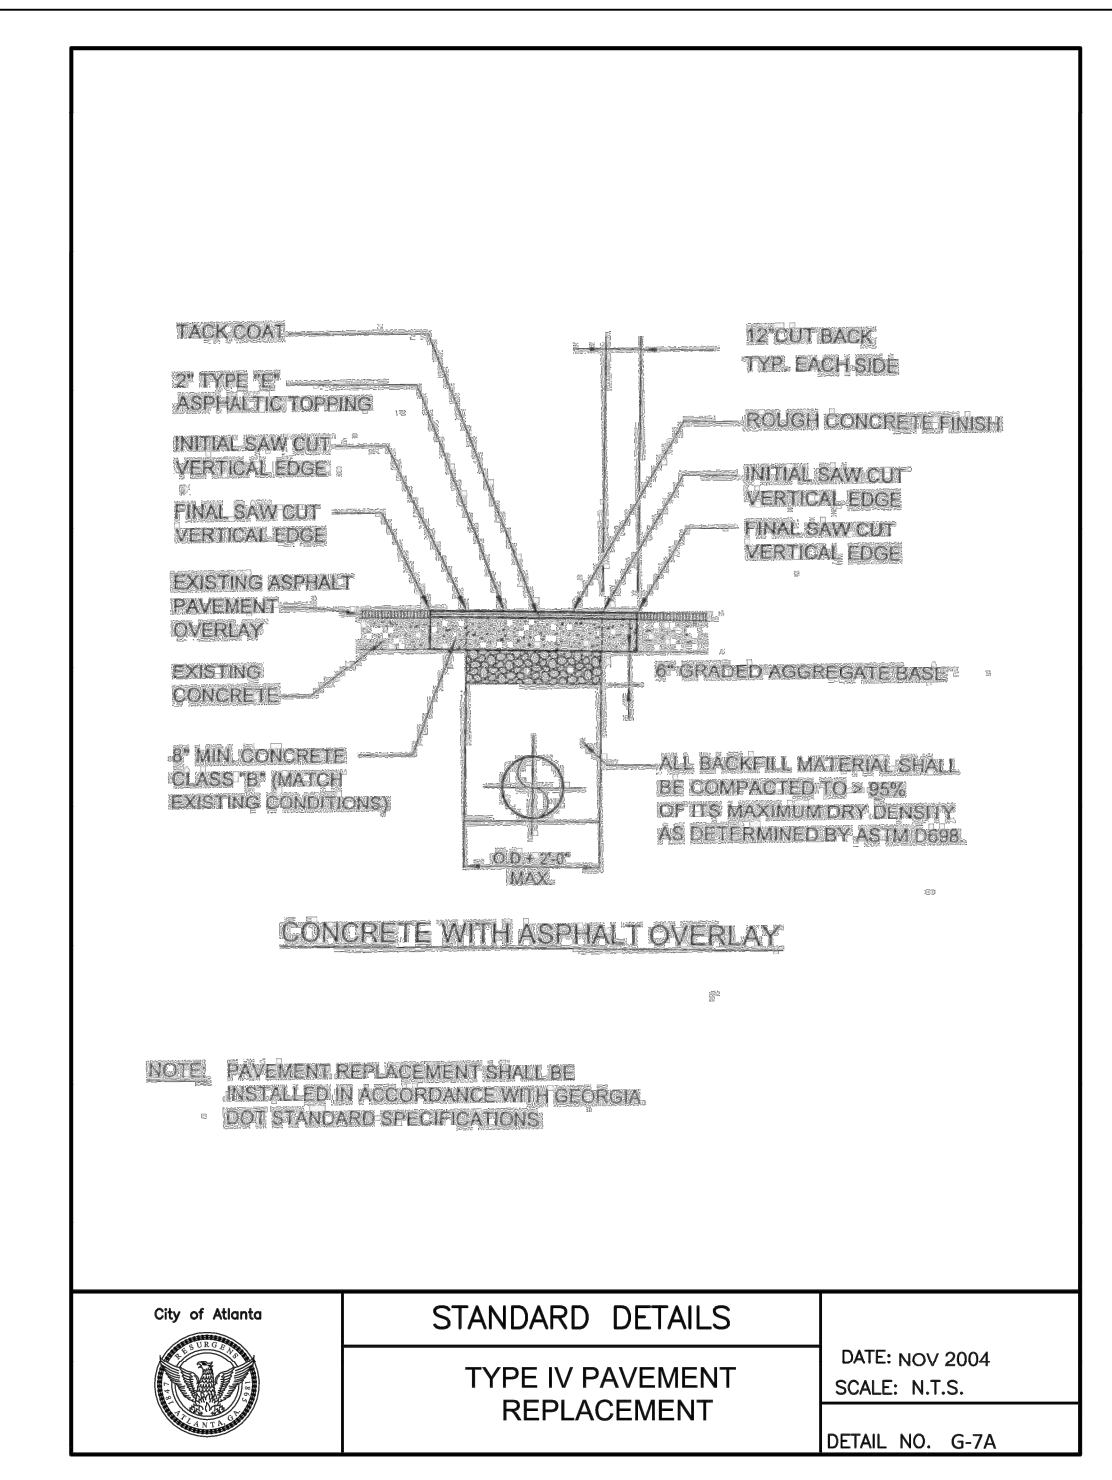 TACK COAT
2" TYPE "E"
ASPHALTIC TOPPING
INITIAL SAW CUT
VERTICAL EDGE
FINAL SAW CUT
VERTICAL EDGE
EXISTING ASPHALT
PAVEMENT
OVERLAY
EXISTING
CONCRETE
8" MIN. CONCRETE
CLASS "B" (MATCH
EXISTING CONDITIONS)
12" CUT BACK
TYP. EACH SIDE
ROUGH CONCRETE FINISH
INITIAL SAW CUT
VERTICAL EDGE
FINAL SAW CUT
VERTICAL EDGE
6" GRADED AGGREGATE BASE
ALL BACKFILL MATERIAL SHALL
BE COMPACTED TO 95%
OF ITS MAXIMUM DRY DENSITY
AS DETERMINED BY ASTM D698.
O.D.+ 2'-0"
MAX.
CONCRETE WITH ASPHALT OVERLAY
NOTE PAVEMENT REPLACEMENT SHALL BE
INSTALLED IN ACCORDANCE WITH GEORGIA
DOT STANDARD SPECIFICATIONS
City of Atlanta
RESURGENS
1847 1865
ATLANTA, GA.
STANDARD DETAILS
TYPE IV PAVEMENT
REPLACEMENT
DATE: NOV 2004
SCALE: N.T.S.
DETAIL NO. G-7A